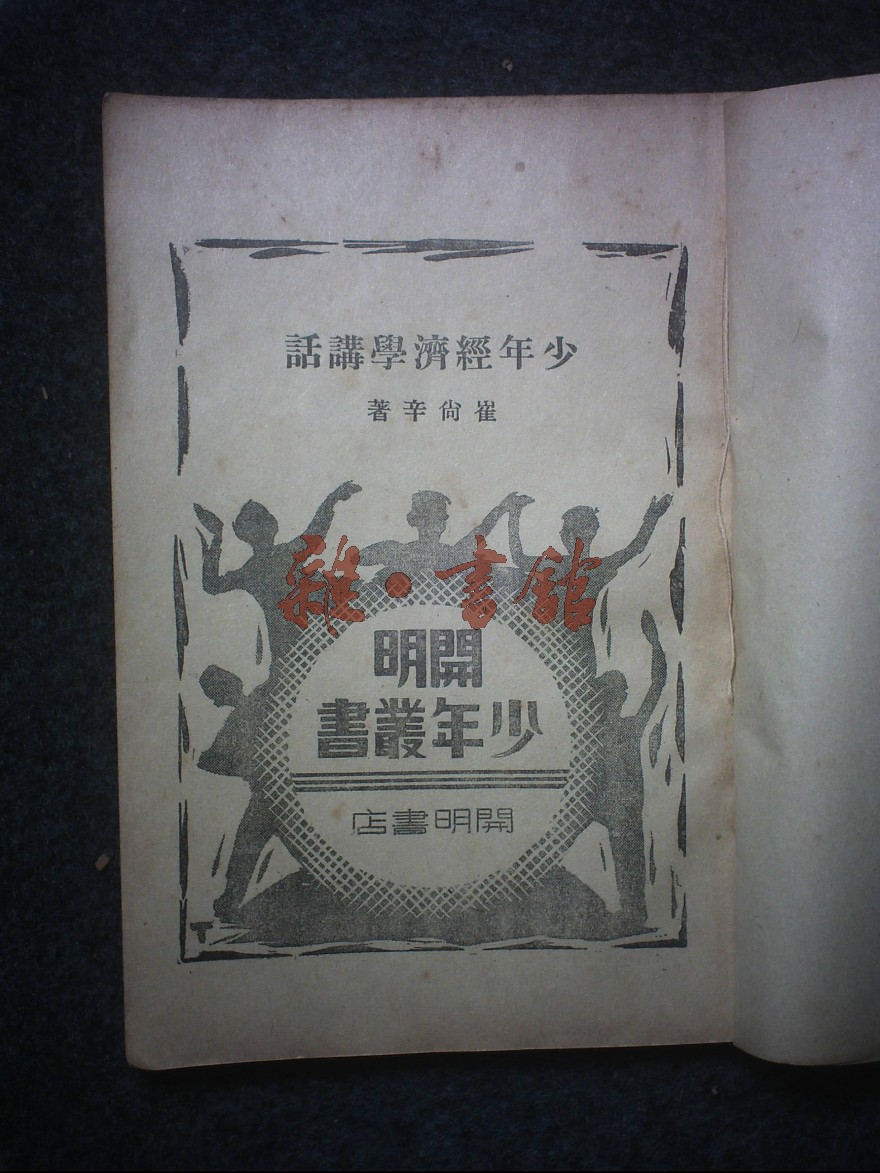 少年經濟學講話
崔尙辛著
雜·書館
開明
少年叢書
開明書店